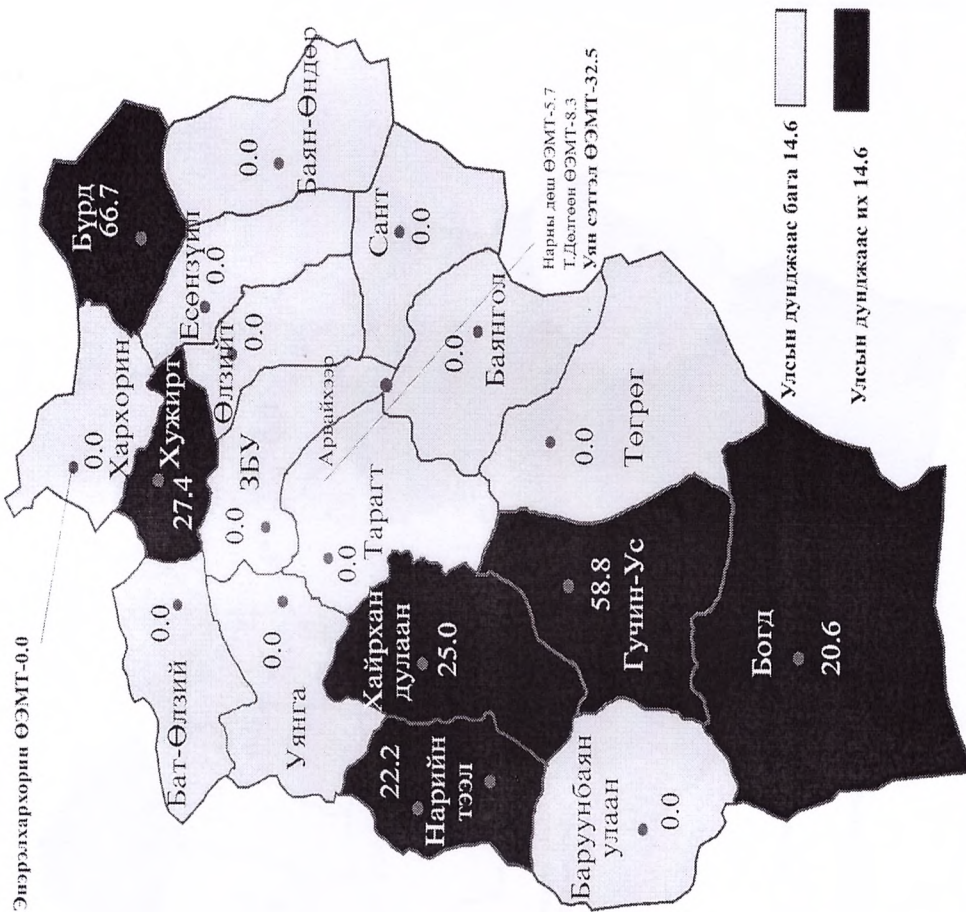 Энэрэлхархорин ӨЭМТ-0.0
Хархорин
0.0
Бүрд
66.7
Хужирт
27.4
Бат-Өлзий
0.0
Есөнзүйл
0.0
Баян-Өндөр
0.0
Өлзийт
0.0
ЗБУ
0.0
Уянга
0.0
Сант
0.0
Арвайхээр
Тарагт
0.0
Нарны дөш ӨЭМТ-5.7
Т.Дөлгөөн ӨЭМТ-8.3
Уян сэтгэл ӨЭМТ-32.5
Хайрхан
дулаан
25.0
Баянгол
0.0
22.2
Нарийн
тээл
Төгрөг
0.0
58.8
Гучин-Ус
Баруунбаян
улаан
0.0
Богд
20.6
Улсын дунджаас бага 14.6
Улсын дунджаас их 14.6